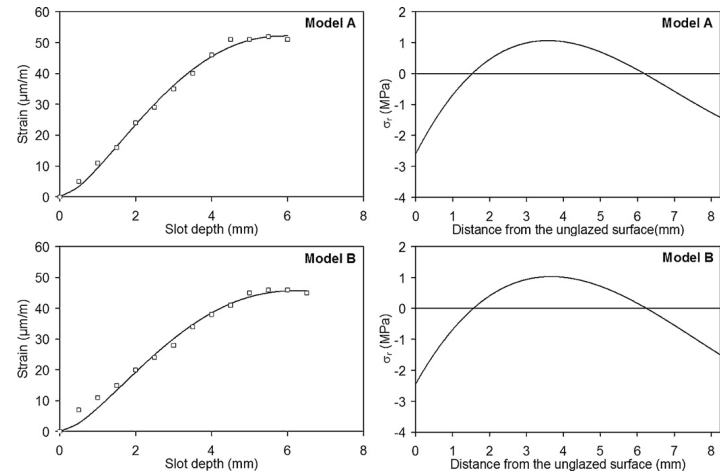 Model A
60
50
40
30
20
10
0
Strain (µm/m)
0 2 4 6 8
Slot depth (mm)
Model A
2
1
0
-1
-2
-3
-4
σr (MPa)
0 1 2 3 4 5 6 7 8
Distance from the unglazed surface(mm)
Model B
60
50
40
30
20
10
0
Strain (µm/m)
0 2 4 6 8
Slot depth (mm)
Model B
2
1
0
-1
-2
-3
-4
σr (MPa)
0 1 2 3 4 5 6 7 8
Distance from the unglazed surface(mm)